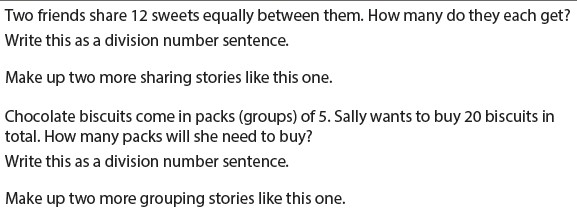 Two friends share 12 sweets equally between them. How many do they each get?
Write this as a division number sentence.
Make up two more sharing stories like this one.
Chocolate biscuits come in packs (groups) of 5. Sally wants to buy 20 biscuits in
total. How many packs will she need to buy?
Write this as a division number sentence.
Make up two more grouping stories like this one.